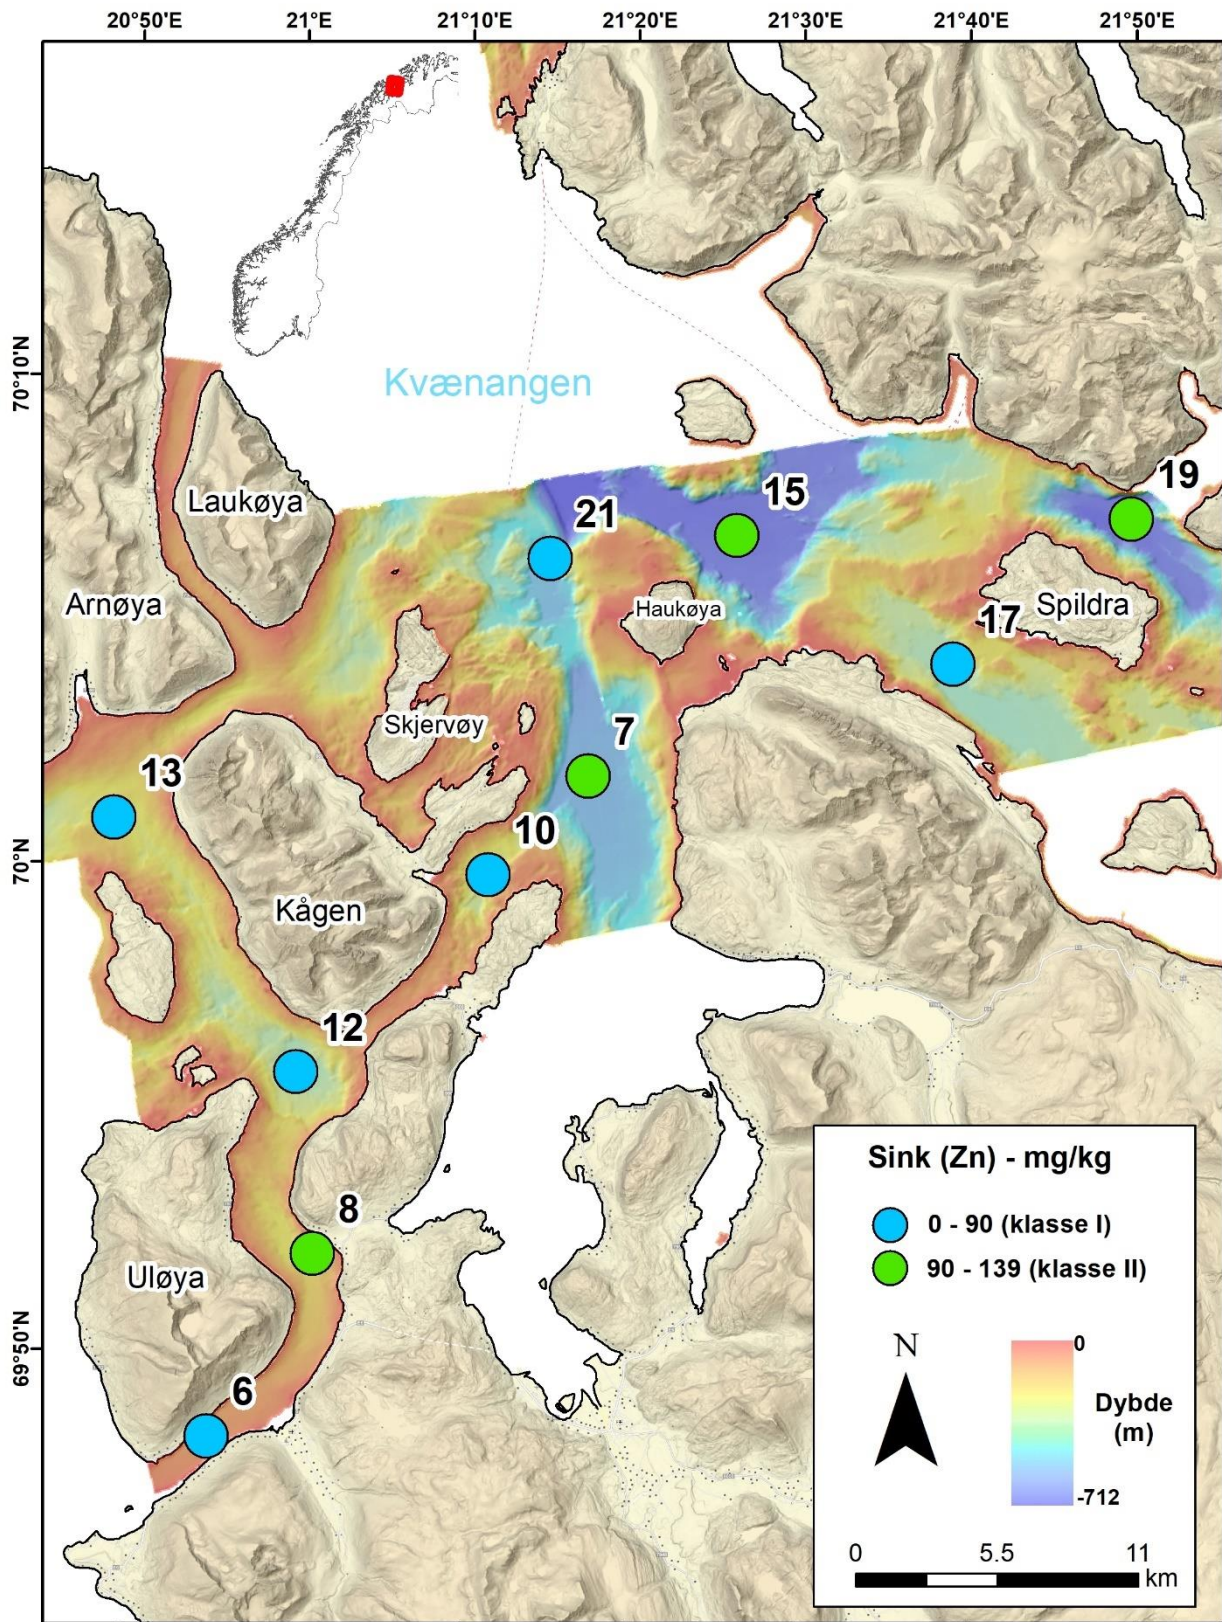 20°50'E 21°E 21°10'E 21°20'E 21°30'E 21°40'E 21°50'E
70°10'N
Kvænangen
Laukøya
15
19
21
Arnøya
Haukøya
Spildra
17
Skjervøy
7
13
10
70°N
Kågen
12
8
Uløya
69°50'N
6
Sink (Zn) - mg/kg
0 - 90 (klasse I)
90 - 139 (klasse II)
N
0
Dybde
(m)
-712
0 5.5 11
km